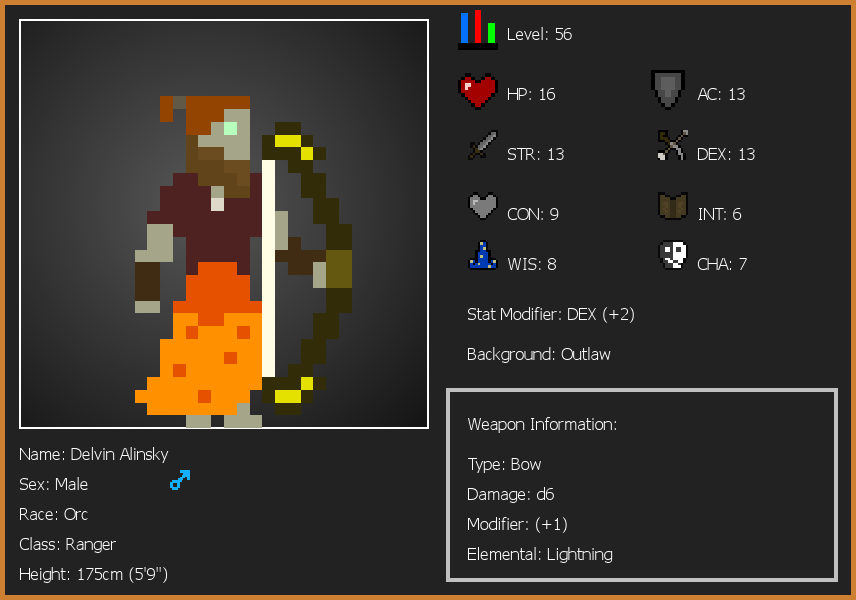 Level: 56
HP: 16
AC: 13
STR: 13
DEX: 13
CON: 9
INT: 6
WIS: 8
CHA: 7
Stat Modifier: DEX (+2)
Background: Outlaw
Weapon Information:
Type: Bow
Damage: d6
Modifier: (+1)
Elemental: Lightning
Name: Delvin Alinsky
Sex: Male
Race: Orc
Class: Ranger
Height: 175cm (5'9")